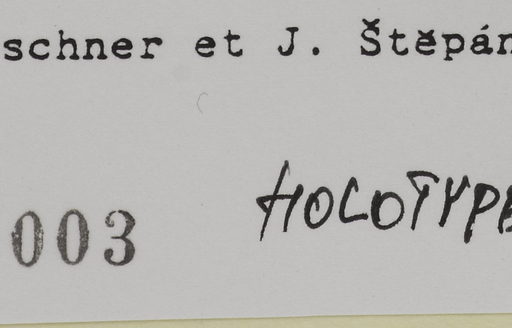 schner et J. Štěpán
HOLOTYPE
003